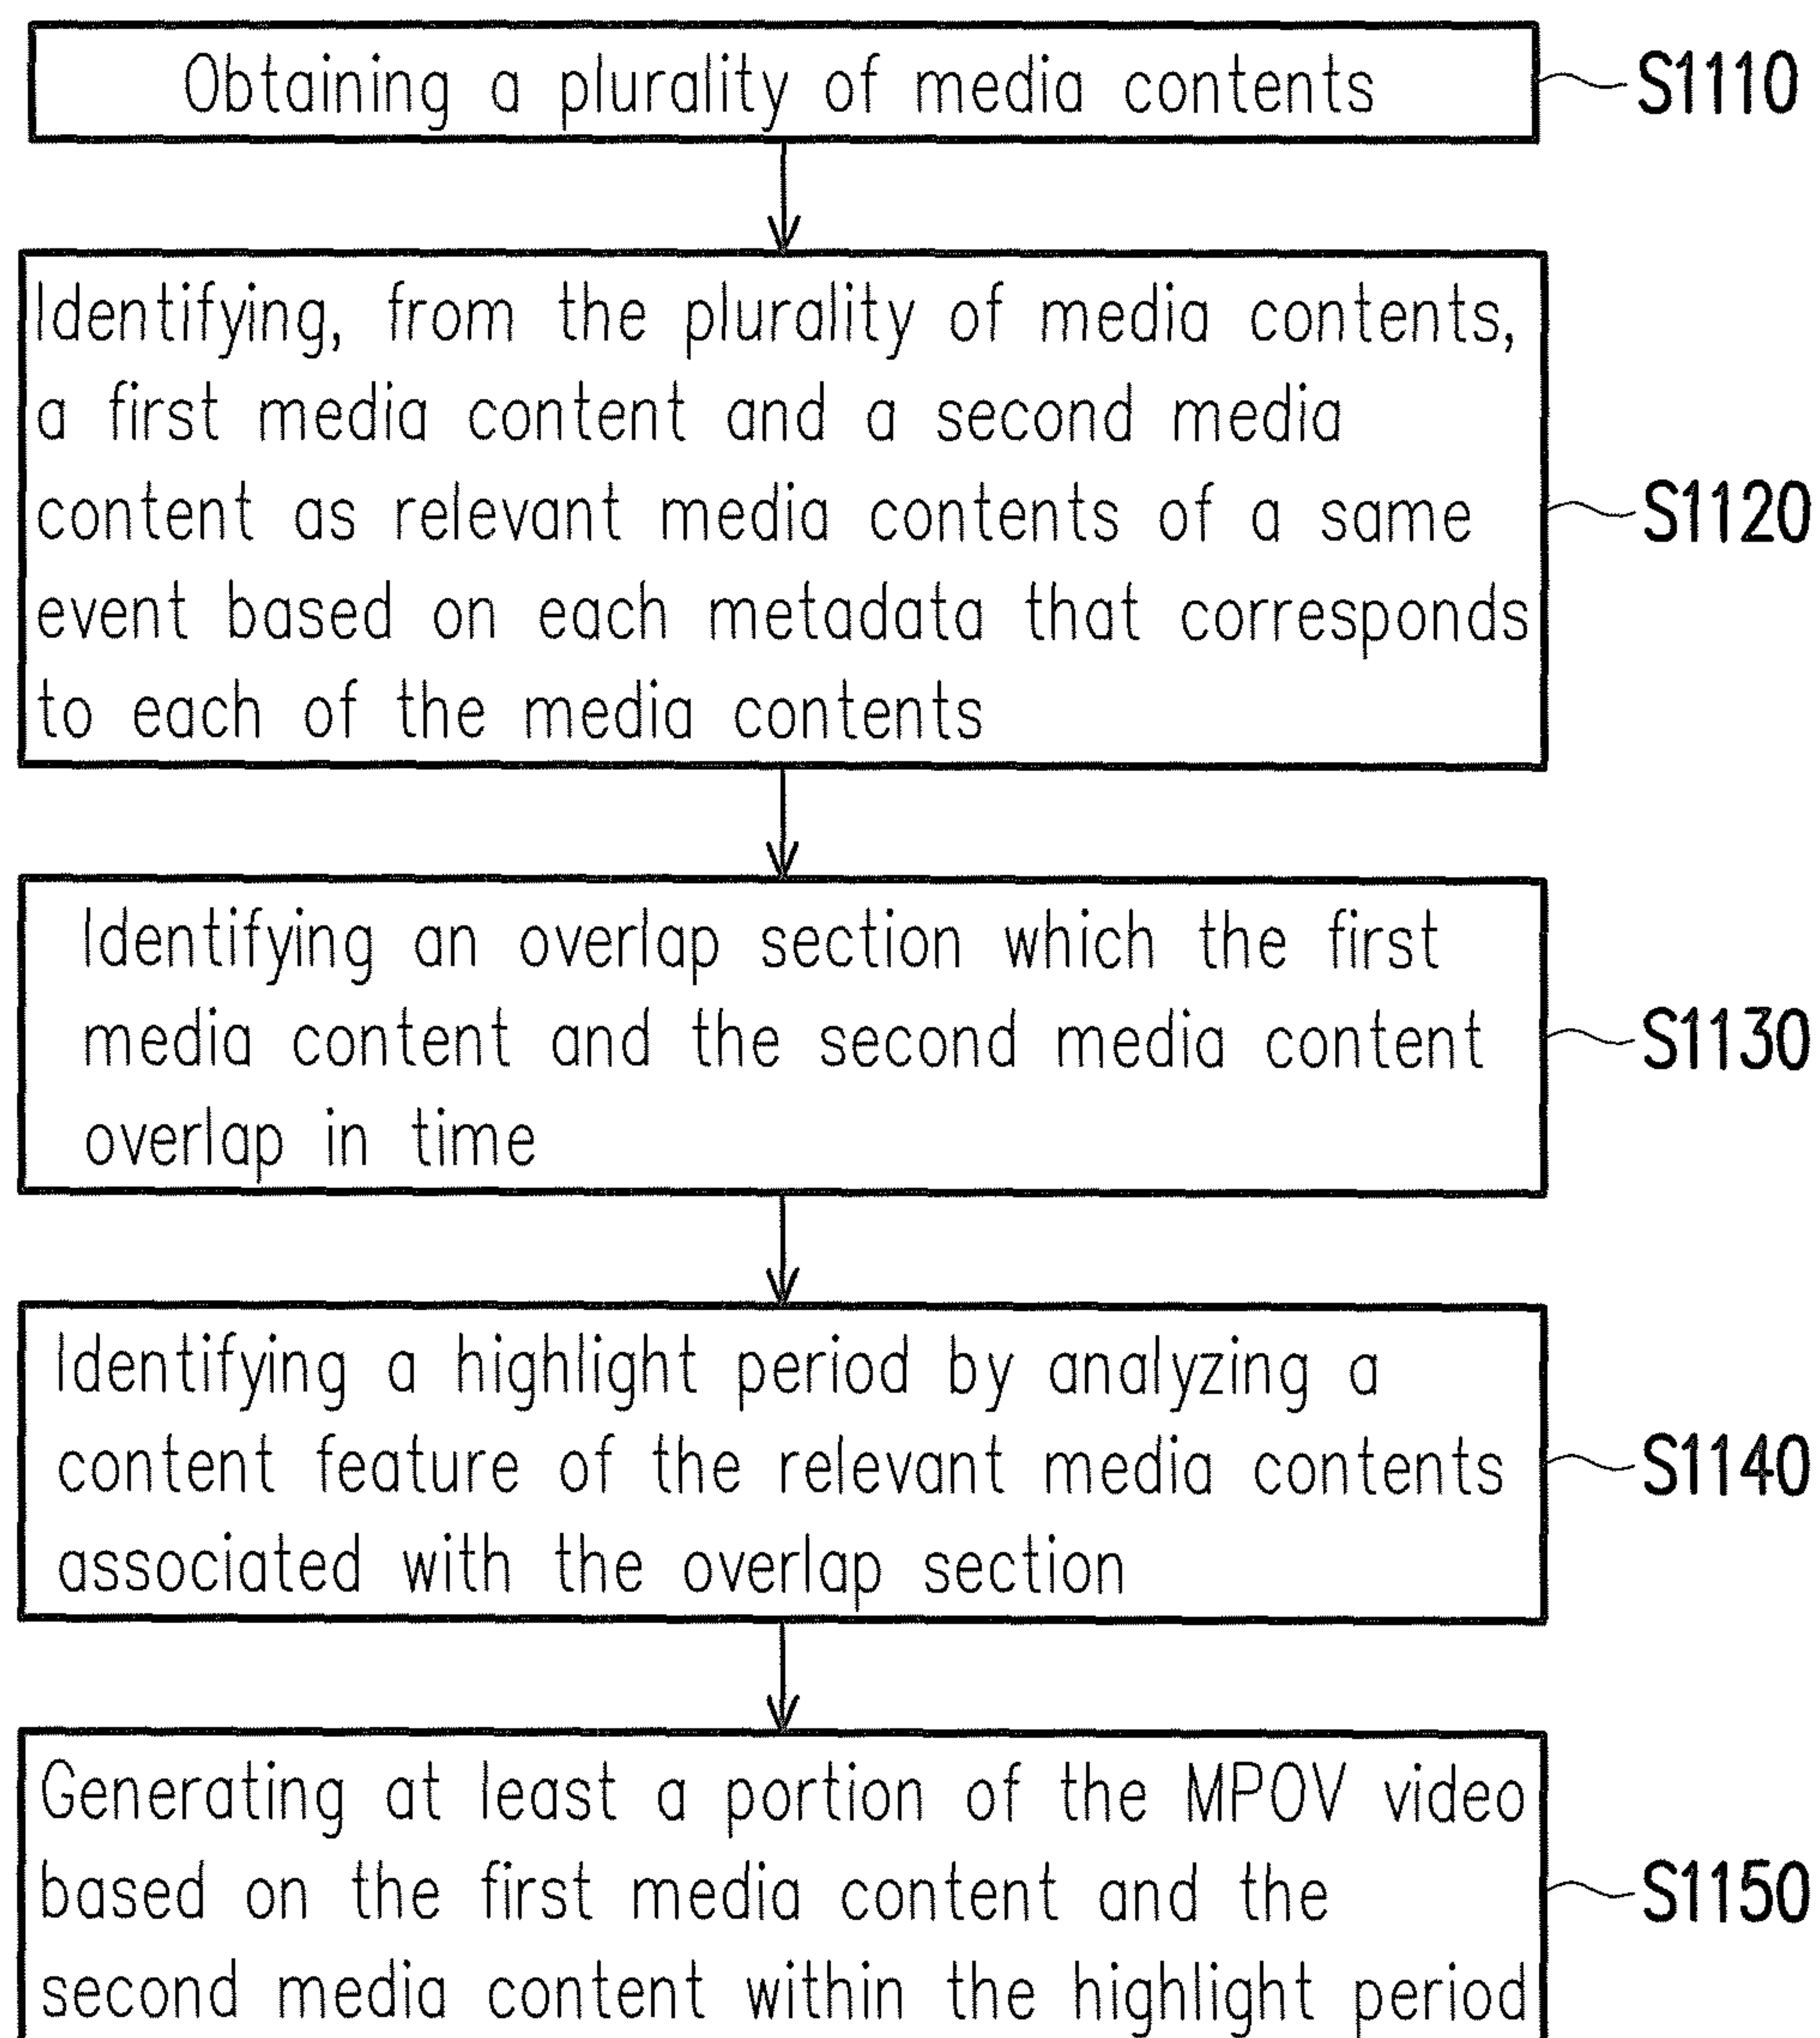 Obtaining a plurality of media contents
S1110
Identifying, from the plurality of media contents,
a first media content and a second media
content as relevant media contents of a same
event based on each metadata that corresponds
to each of the media contents
S1120
Identifying an overlap section which the first
media content and the second media content
overlap in time
S1130
Identifying a highlight period by analyzing a
content feature of the relevant media contents
associated with the overlap section
S1140
Generating at least a portion of the MPOV video
based on the first media content and the
second media content within the highlight period
S1150